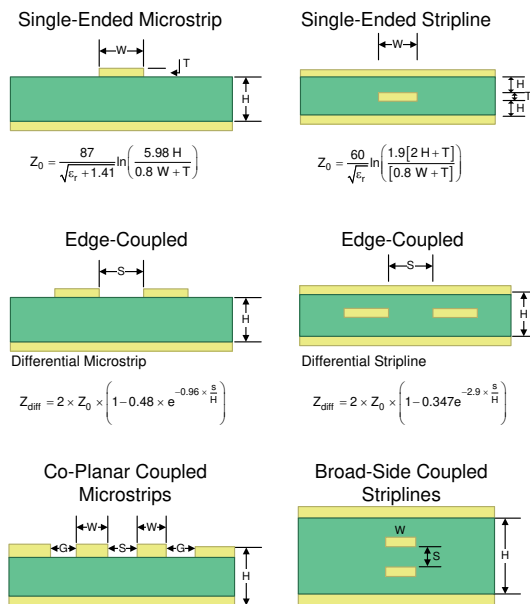 Single-Ended Microstrip
W
T
H
Z₀ = 87 / √(εᵣ + 1.41) ln(5.98 H / 0.8 W + T)
Single-Ended Stripline
W
H
T
H
Z₀ = 60 / √εᵣ ln(1.9[2 H + T] / [0.8 W + T])
Edge-Coupled
S
H
Differential Microstrip
Z_diff = 2 × Z₀ × (1 − 0.48 × e^(−0.96 × s/H))
Edge-Coupled
S
H
Differential Stripline
Z_diff = 2 × Z₀ × (1 − 0.347e^(−2.9 × s/H))
Co-Planar Coupled
Microstrips
W W
G S G
H
Broad-Side Coupled
Striplines
W
S
H